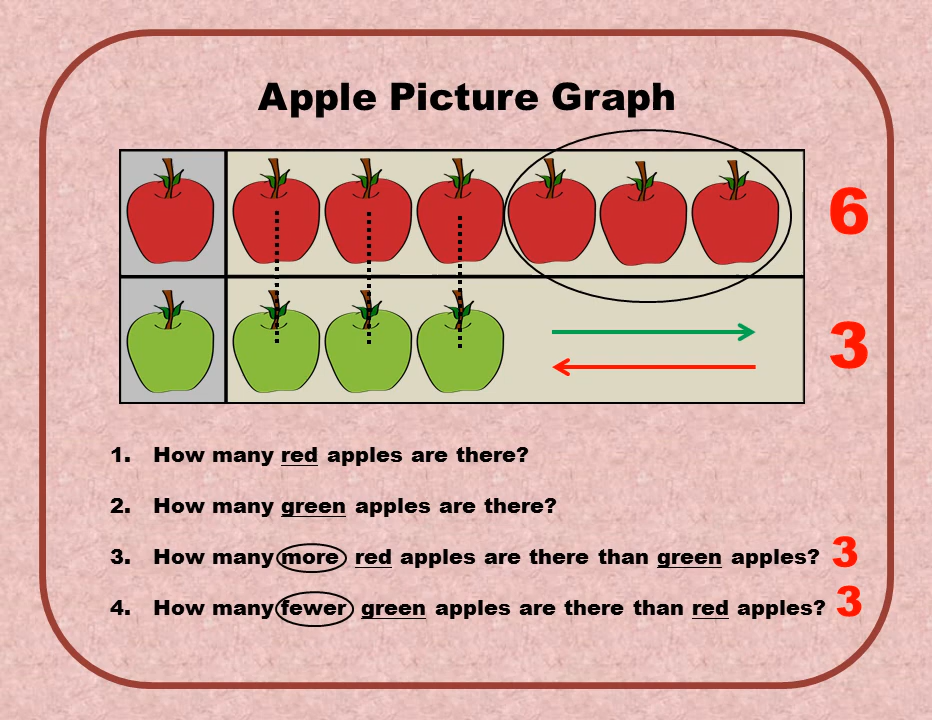 Apple Picture Graph
6
3
1. How many red apples are there?
2. How many green apples are there?
3. How many more red apples are there than green apples? 3
4. How many fewer green apples are there than red apples? 3